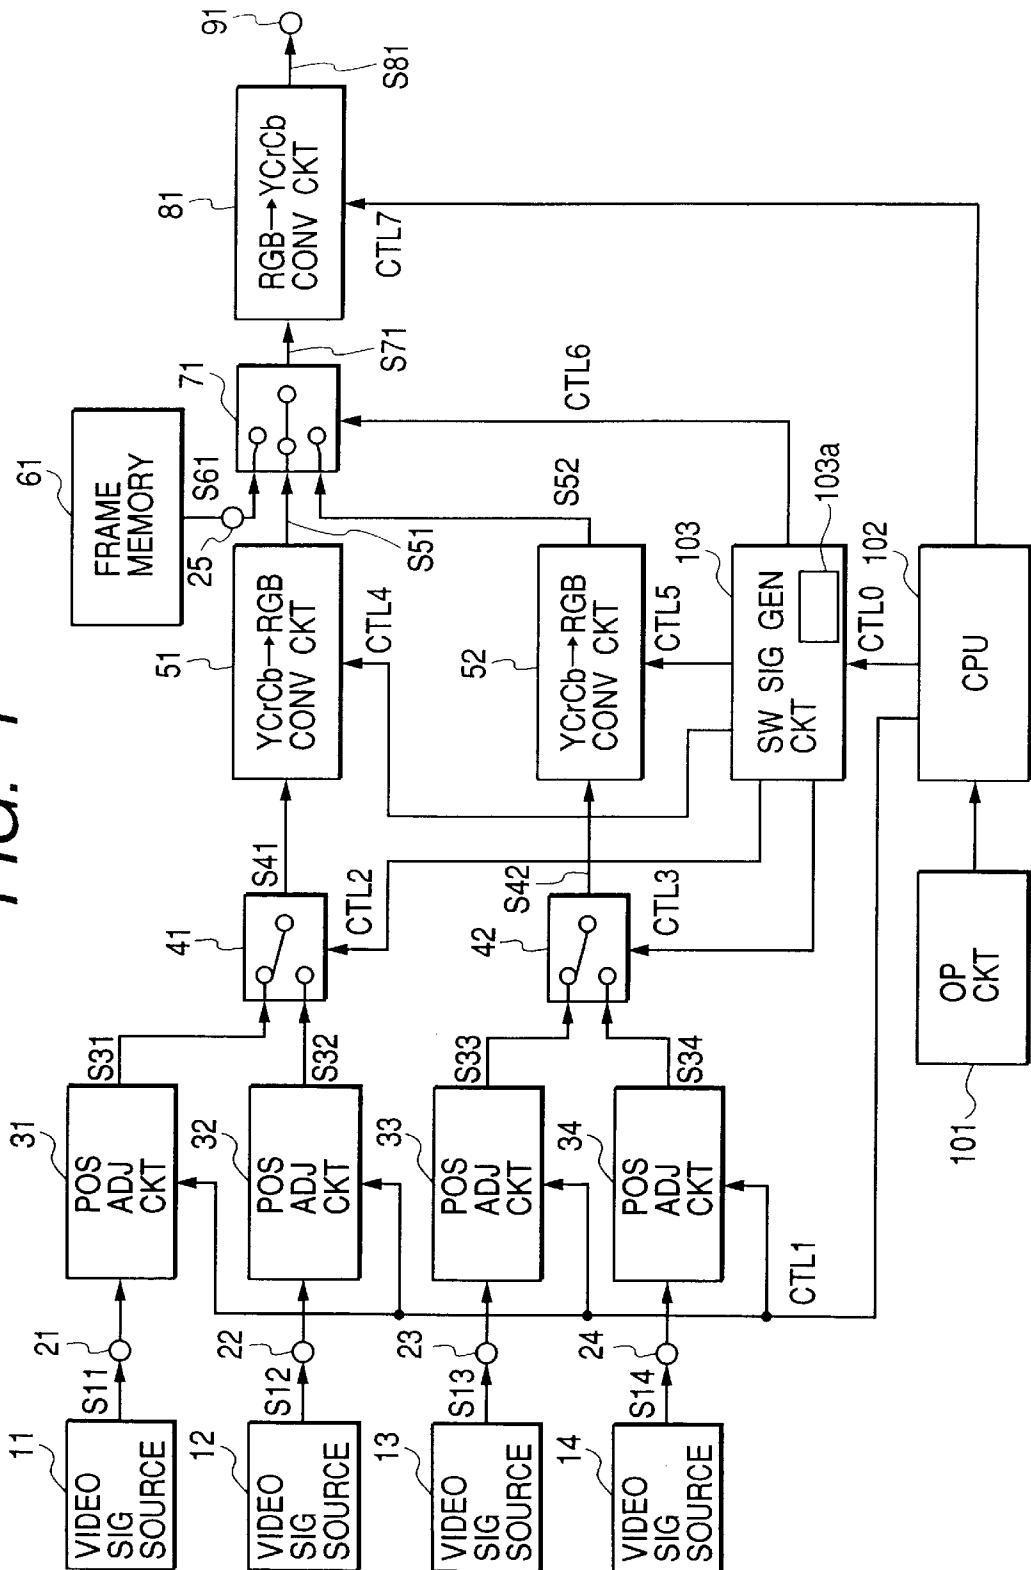 FIG. 1
11
VIDEO
SIG
SOURCE
S11
21
31
POS
ADJ
CKT
S31
12
VIDEO
SIG
SOURCE
S12
22
32
POS
ADJ
CKT
S32
13
VIDEO
SIG
SOURCE
S13
23
33
POS
ADJ
CKT
S33
14
VIDEO
SIG
SOURCE
S14
24
34
POS
ADJ
CKT
S34
CTL1
41
S41
CTL2
42
S42
CTL3
51
YCrCb→RGB
CONV CKT
CTL4
S51
52
YCrCb→RGB
CONV CKT
CTL5
S52
61
FRAME
MEMORY
S61
25
71
S71
CTL6
81
RGB→YCrCb
CONV CKT
CTL7
S81
91
103
SW SIG GEN
CKT
103a
CTL0
102
CPU
OP
CKT
101